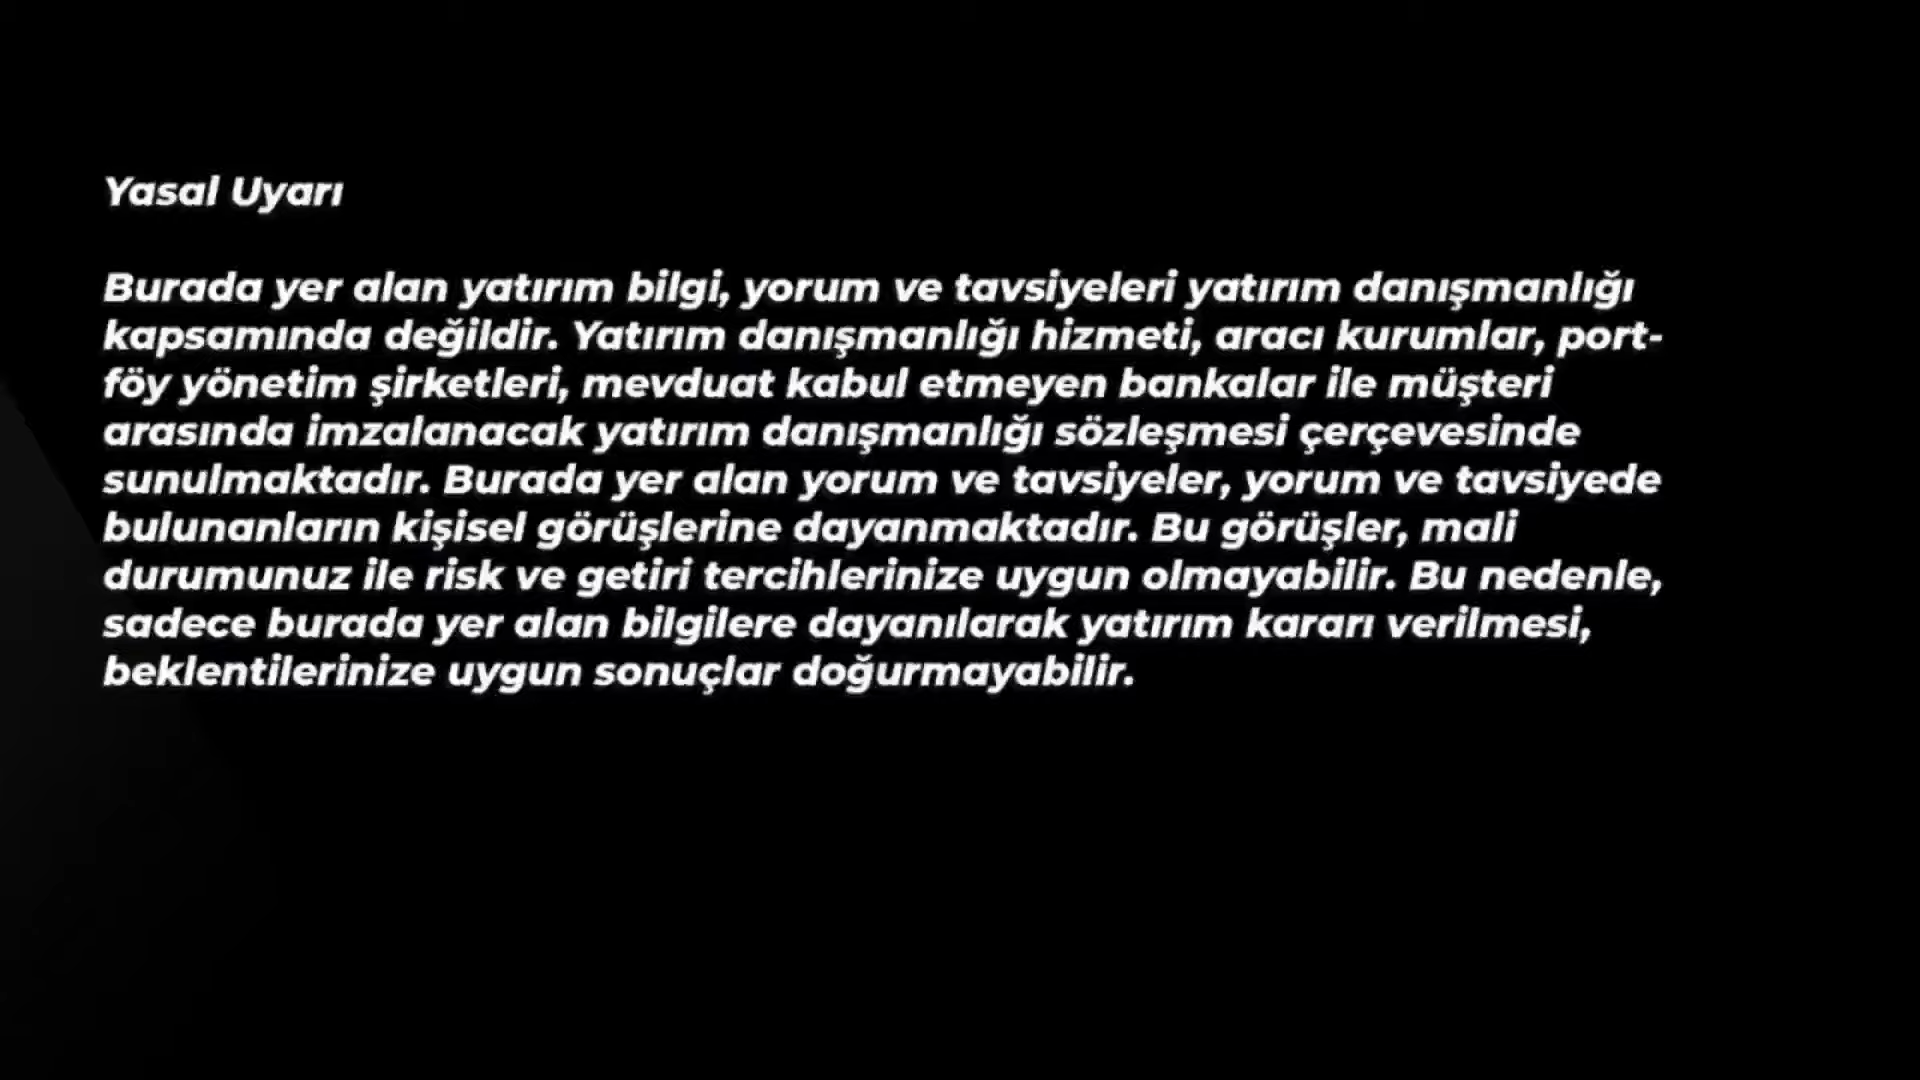 Yasal Uyarı
Burada yer alan yatırım bilgi, yorum ve tavsiyeleri yatırım danışmanlığı
kapsamında değildir. Yatırım danışmanlığı hizmeti, aracı kurumlar, port-
föy yönetim şirketleri, mevduat kabul etmeyen bankalar ile müşteri
arasında imzalanacak yatırım danışmanlığı sözleşmesi çerçevesinde
sunulmaktadır. Burada yer alan yorum ve tavsiyeler, yorum ve tavsiyede
bulunanların kişisel görüşlerine dayanmaktadır. Bu görüşler, mali
durumunuz ile risk ve getiri tercihlerinize uygun olmayabilir. Bu nedenle,
sadece burada yer alan bilgilere dayanılarak yatırım kararı verilmesi,
beklentilerinize uygun sonuçlar doğurmayabilir.